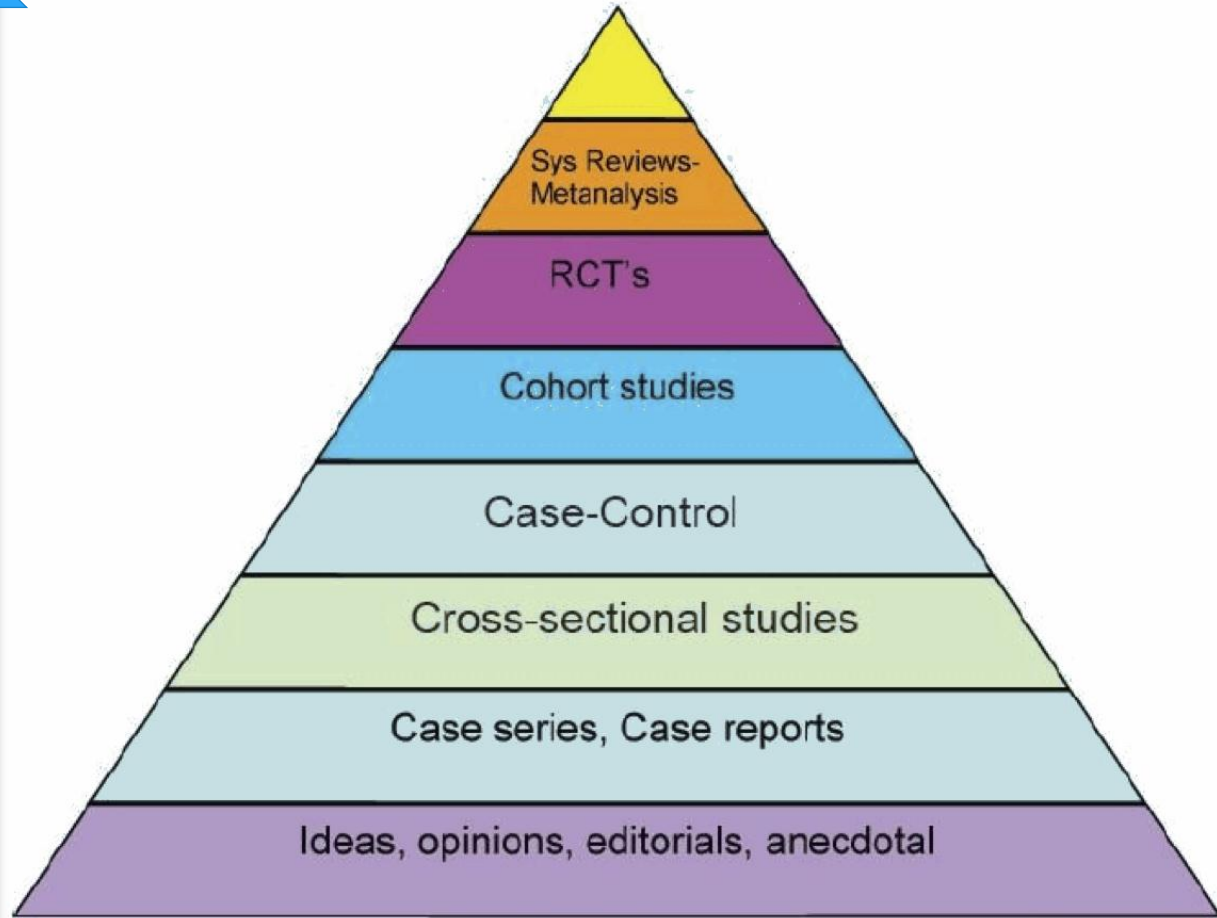 Sys Reviews-
Metanalysis
RCT's
Cohort studies
Case-Control
Cross-sectional studies
Case series, Case reports
Ideas, opinions, editorials, anecdotal